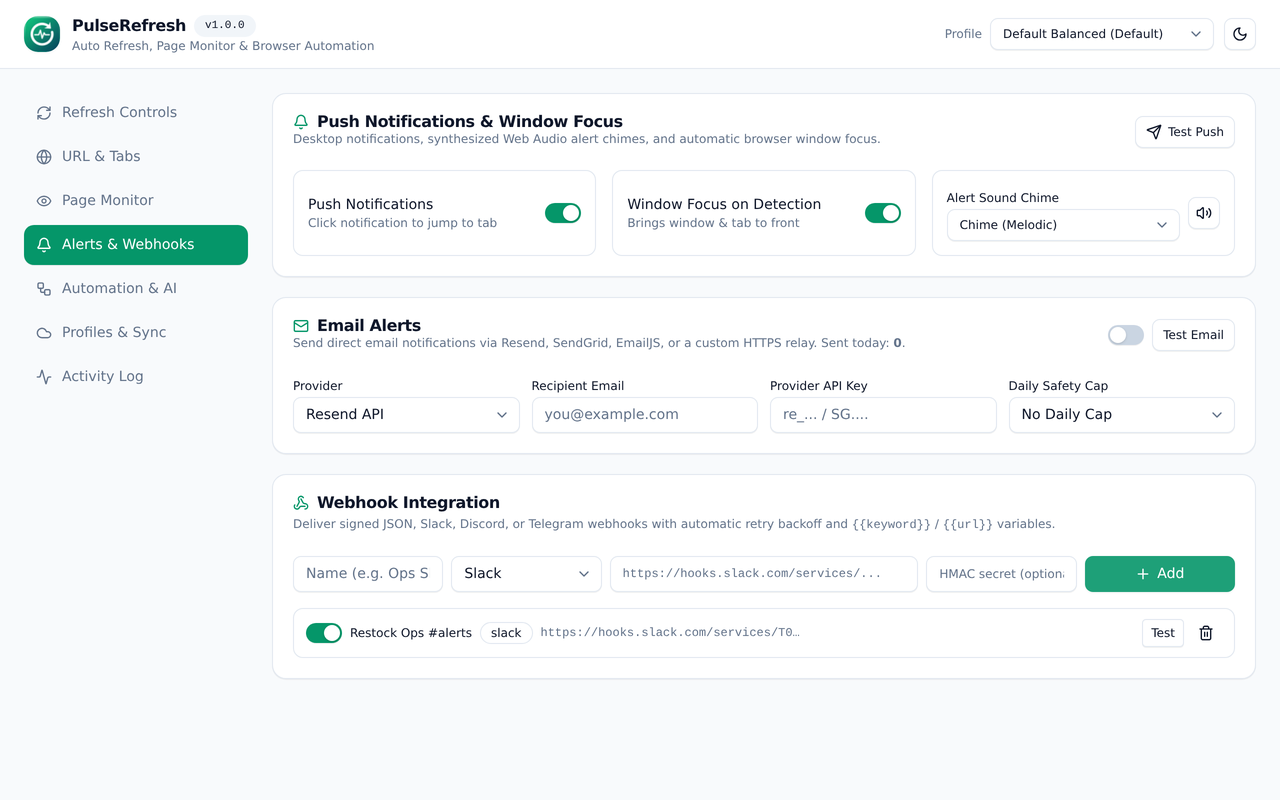 PulseRefresh v1.0.0
Auto Refresh, Page Monitor & Browser Automation
Profile Default Balanced (Default)
Refresh Controls
URL & Tabs
Page Monitor
Alerts & Webhooks
Automation & AI
Profiles & Sync
Activity Log
Push Notifications & Window Focus
Desktop notifications, synthesized Web Audio alert chimes, and automatic browser window focus.
Test Push
Push Notifications
Click notification to jump to tab
Window Focus on Detection
Brings window & tab to front
Alert Sound Chime
Chime (Melodic)
Email Alerts
Send direct email notifications via Resend, SendGrid, EmailJS, or a custom HTTPS relay. Sent today: 0.
Test Email
Provider
Resend API
Recipient Email
you@example.com
Provider API Key
re_... / SG....
Daily Safety Cap
No Daily Cap
Webhook Integration
Deliver signed JSON, Slack, Discord, or Telegram webhooks with automatic retry backoff and {{keyword}} / {{url}} variables.
Name (e.g. Ops S
Slack
https://hooks.slack.com/services/...
HMAC secret (option
Add
Restock Ops #alerts slack https://hooks.slack.com/services/T0… Test